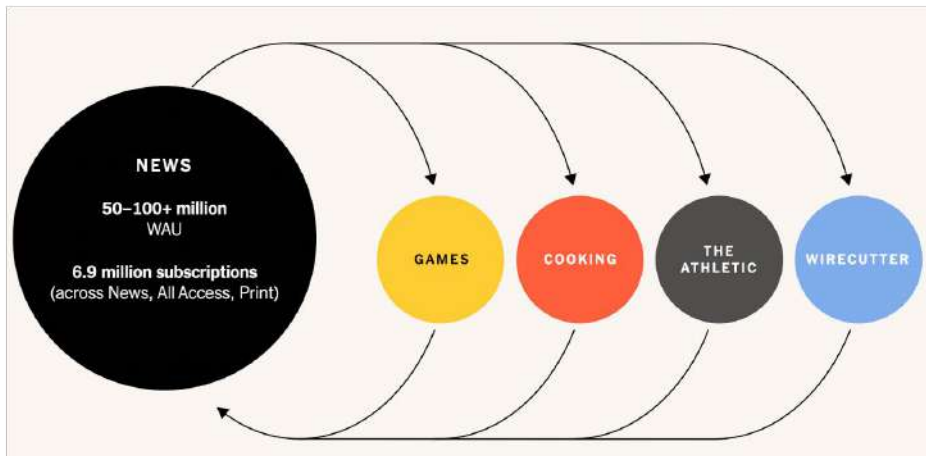 NEWS
50–100+ million
WAU
6.9 million subscriptions
(across News, All Access, Print)
GAMES
COOKING
THE
ATHLETIC
WIRECUTTER